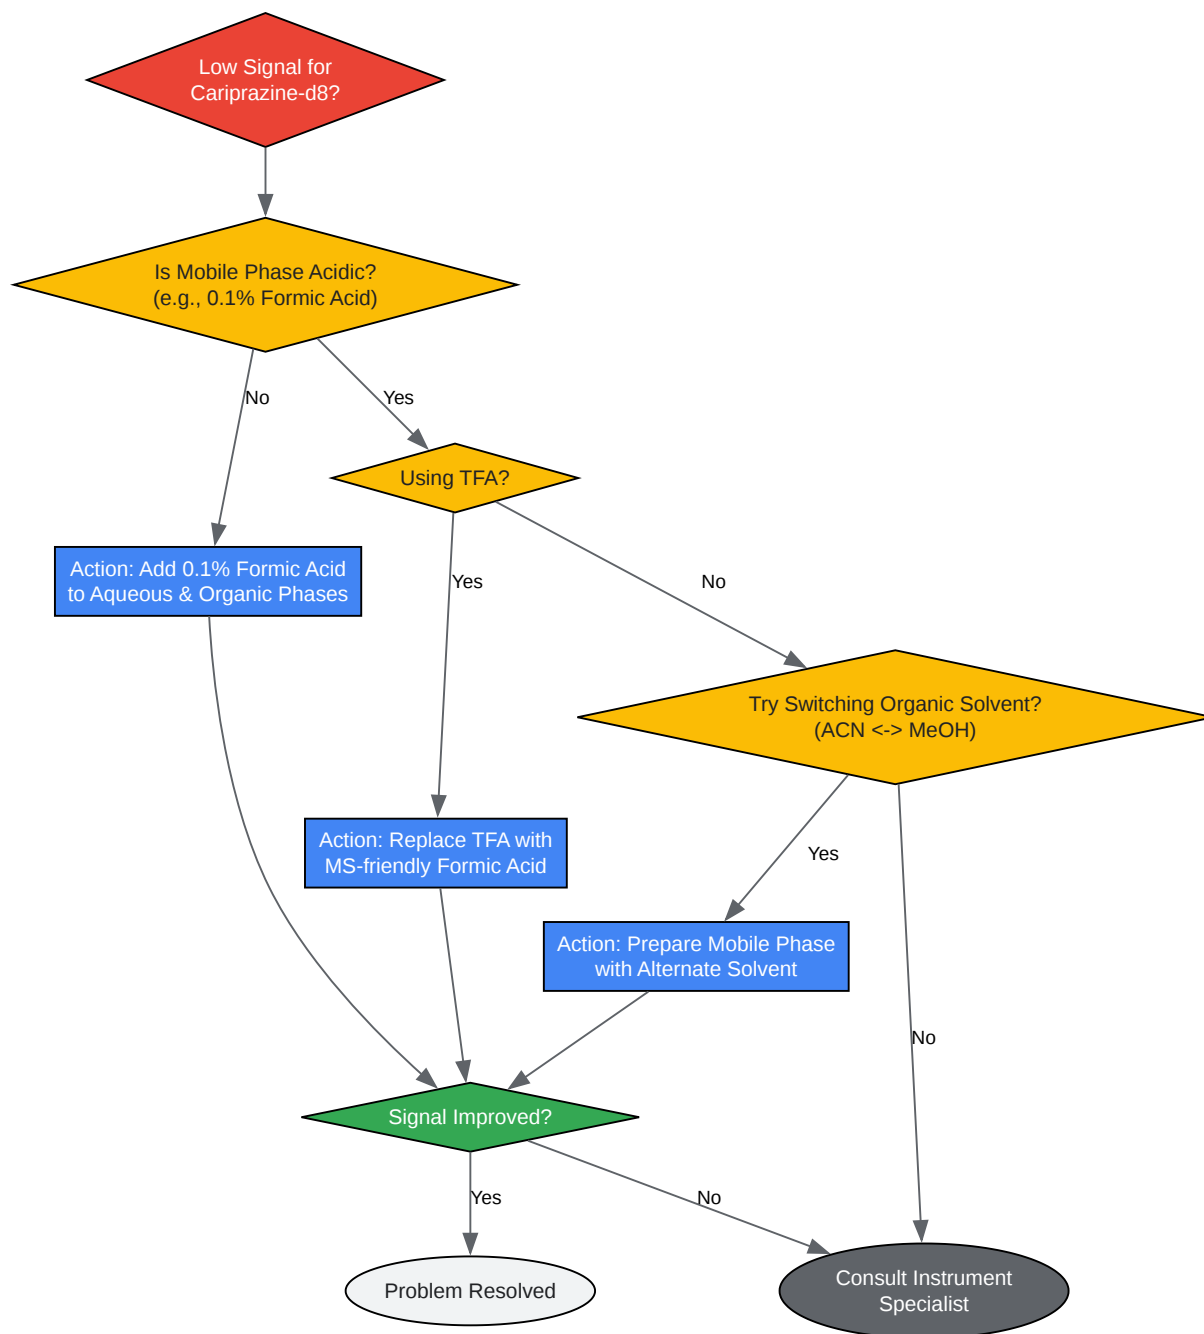 Low Signal for
Cariprazine-d8?
Is Mobile Phase Acidic?
(e.g., 0.1% Formic Acid)
No
Yes
Using TFA?
Action: Add 0.1% Formic Acid
to Aqueous & Organic Phases
Yes
No
Try Switching Organic Solvent?
(ACN <-> MeOH)
Action: Replace TFA with
MS-friendly Formic Acid
Yes
Action: Prepare Mobile Phase
with Alternate Solvent
No
Signal Improved?
Yes
No
Problem Resolved
Consult Instrument
Specialist